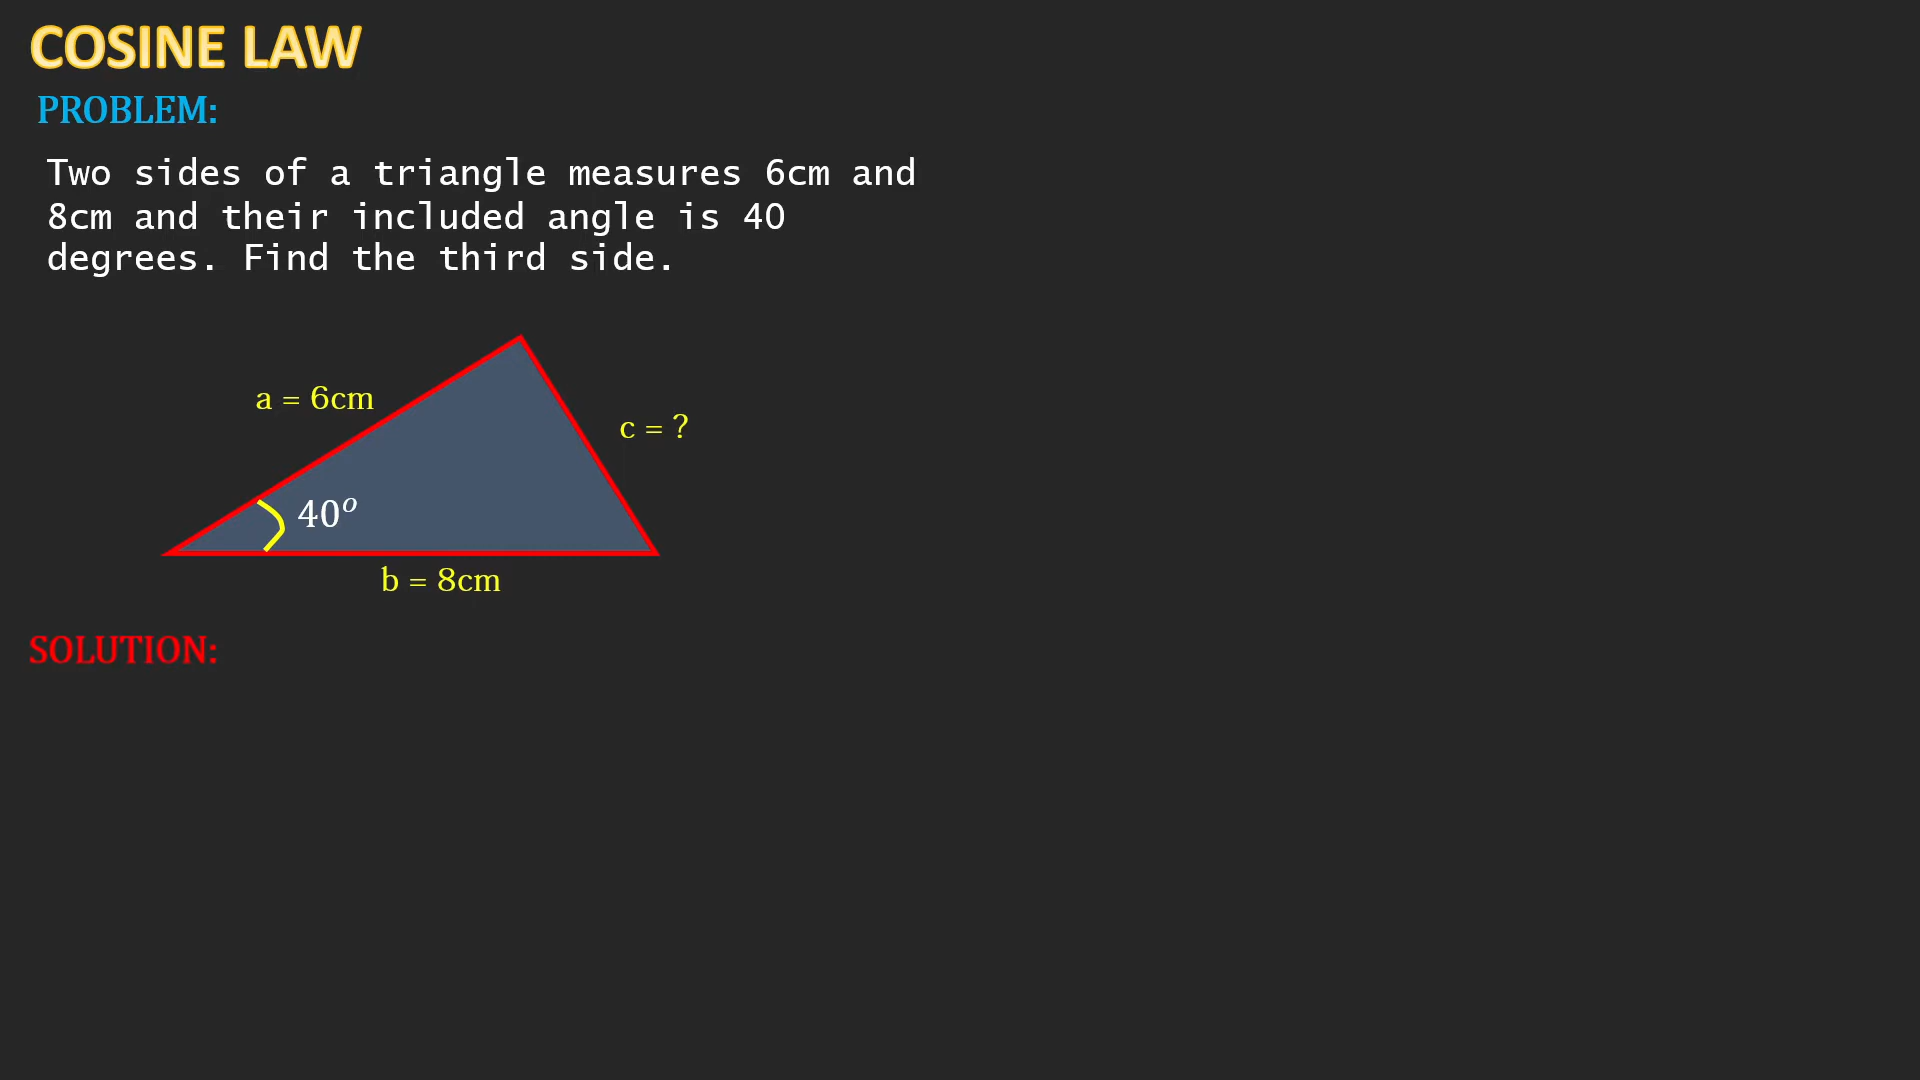 COSINE LAW
PROBLEM:
Two sides of a triangle measures 6cm and
8cm and their included angle is 40
degrees. Find the third side.
a = 6cm
c = ?
40º
b = 8cm
SOLUTION: